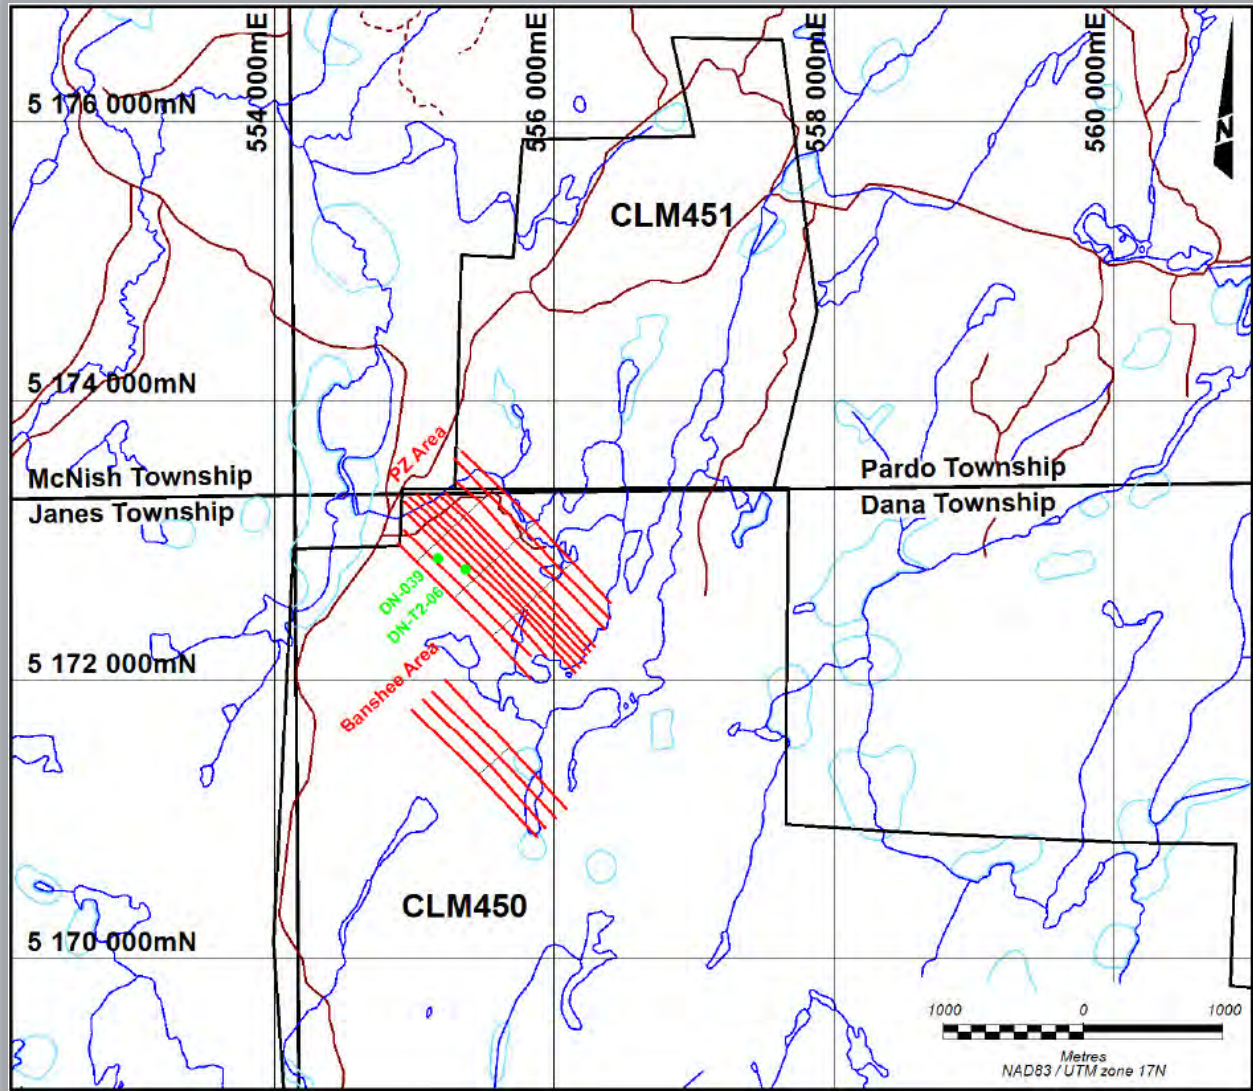 554 000mE
556 000mE
558 000mE
560 000mE
5 176 000mN
N
CLM451
5 174 000mN
PZ Area
McNish Township
Pardo Township
Janes Township
Dana Township
DN-039
DN-T2-06
5 172 000mN
Banshee Area
CLM450
5 170 000mN
1000 0 1000
Metres
NAD83 / UTM zone 17N